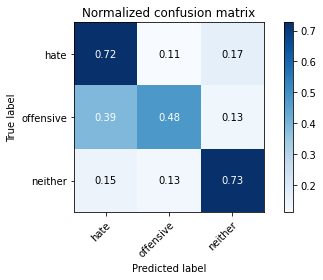 Normalized confusion matrix
hate
offensive
neither
True label
0.72 0.11 0.17
0.39 0.48 0.13
0.15 0.13 0.73
hate offensive neither
Predicted label
0.7
0.6
0.5
0.4
0.3
0.2